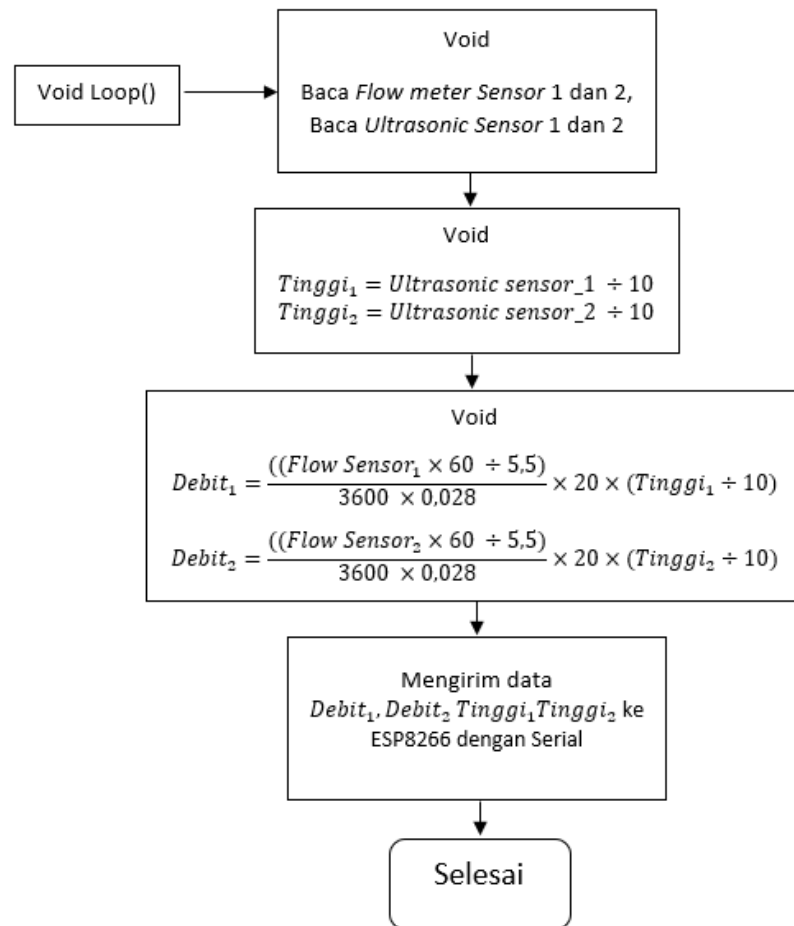 Void Loop()
Void
Baca Flow meter Sensor 1 dan 2,
Baca Ultrasonic Sensor 1 dan 2
Void
Tinggi₁ = Ultrasonic sensor_1 ÷ 10
Tinggi₂ = Ultrasonic sensor_2 ÷ 10
Void
Debit₁ = ((Flow Sensor₁ × 60 ÷ 5,5) / 3600 × 0,028 × 20 × (Tinggi₁ ÷ 10)
Debit₂ = ((Flow Sensor₂ × 60 ÷ 5,5) / 3600 × 0,028 × 20 × (Tinggi₂ ÷ 10)
Mengirim data
Debit₁, Debit₂ Tinggi₁Tinggi₂ ke
ESP8266 dengan Serial
Selesai